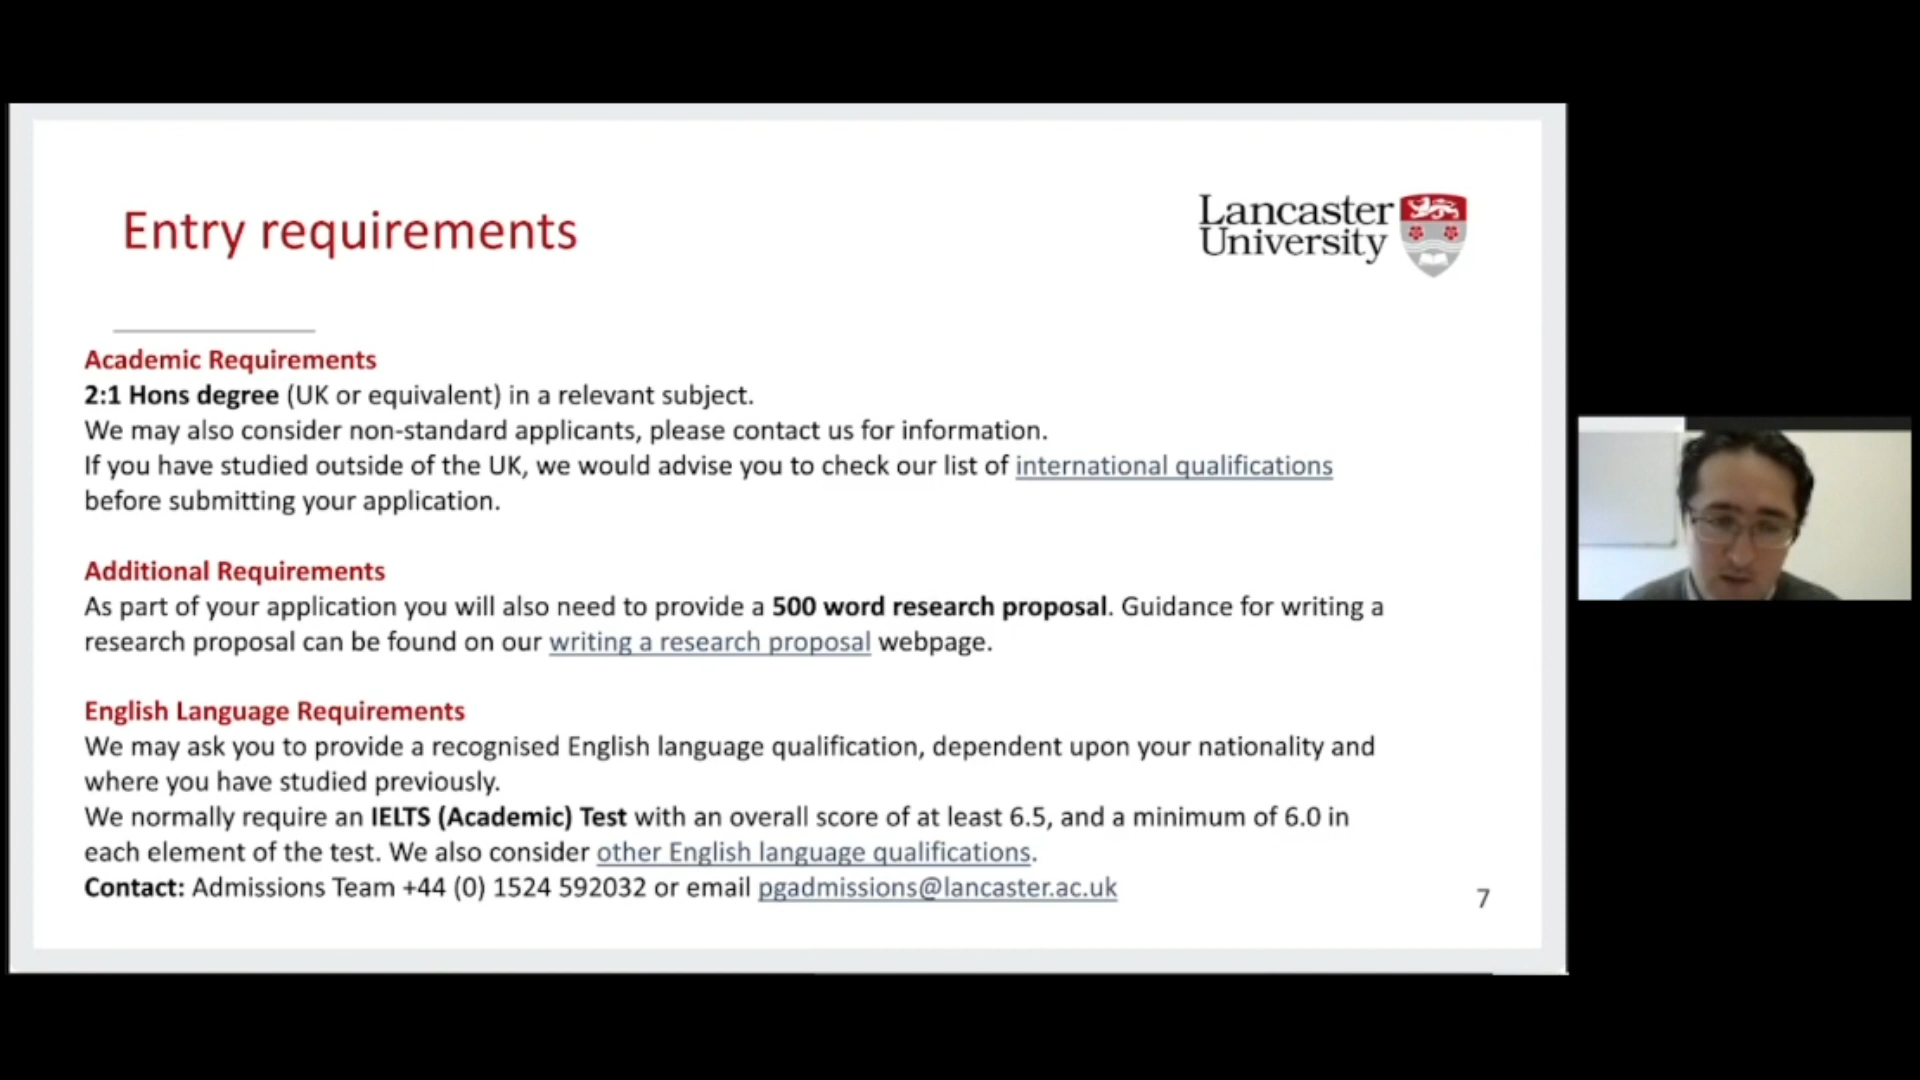 Entry requirements
Lancaster
University
Academic Requirements
2:1 Hons degree (UK or equivalent) in a relevant subject.
We may also consider non-standard applicants, please contact us for information.
If you have studied outside of the UK, we would advise you to check our list of international qualifications
before submitting your application.
Additional Requirements
As part of your application you will also need to provide a 500 word research proposal. Guidance for writing a
research proposal can be found on our writing a research proposal webpage.
English Language Requirements
We may ask you to provide a recognised English language qualification, dependent upon your nationality and
where you have studied previously.
We normally require an IELTS (Academic) Test with an overall score of at least 6.5, and a minimum of 6.0 in
each element of the test. We also consider other English language qualifications.
Contact: Admissions Team +44 (0) 1524 592032 or email pgadmissions@lancaster.ac.uk
7